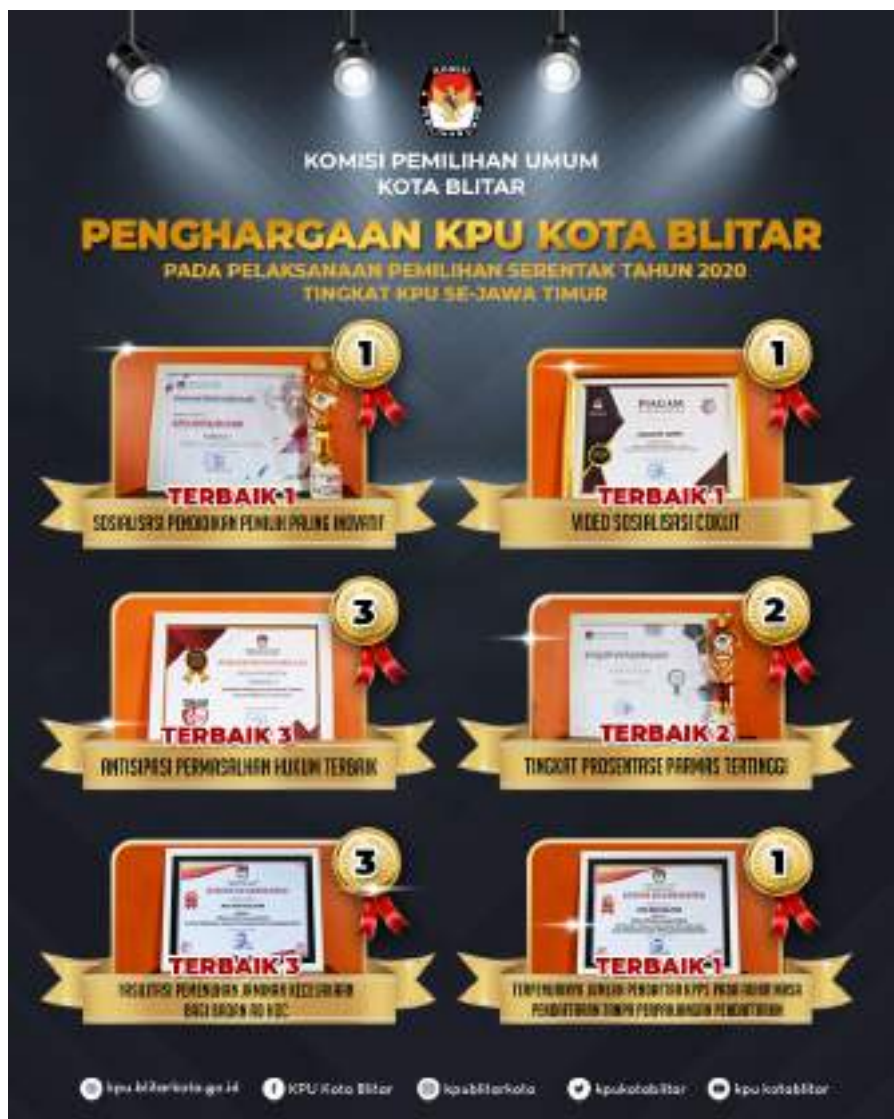 KOMISI PEMILIHAN UMUM
KOTA BLITAR
PENGHARGAAN KPU KOTA BLITAR
PADA PELAKSANAAN PEMILIHAN SERENTAK TAHUN 2020
TINGKAT KPU SE-JAWA TIMUR
1
TERBAIK 1
SOSIALISASI PENDIDIKAN PEMILIH PALING INOVATIF
1
PIAGAM
TERBAIK 1
VIDEO SOSIALISASI COKLIT
3
TERBAIK 3
ANTISIPASI PERMASALHAN HUKUM TERBAIK
2
TERBAIK 2
TINGKAT PROSENTASE PARMAS TERTINGGI
3
TERBAIK 3
FASILITASI PEMENUHAN JAMINAN KECELAKAAN
BAGI BADAN AD HOC
1
TERBAIK 1
TERPENUHINYA JUMLAH PENDAFTAR KPPS PADA AKHIR MASA
PENDAFTARAN TANPA PERPANJANGAN PENDAFTARAN
kpu.blitarkota.go.id
KPU Kota Blitar
kpublitarkota
kpukotablitar
kpu kotablitar